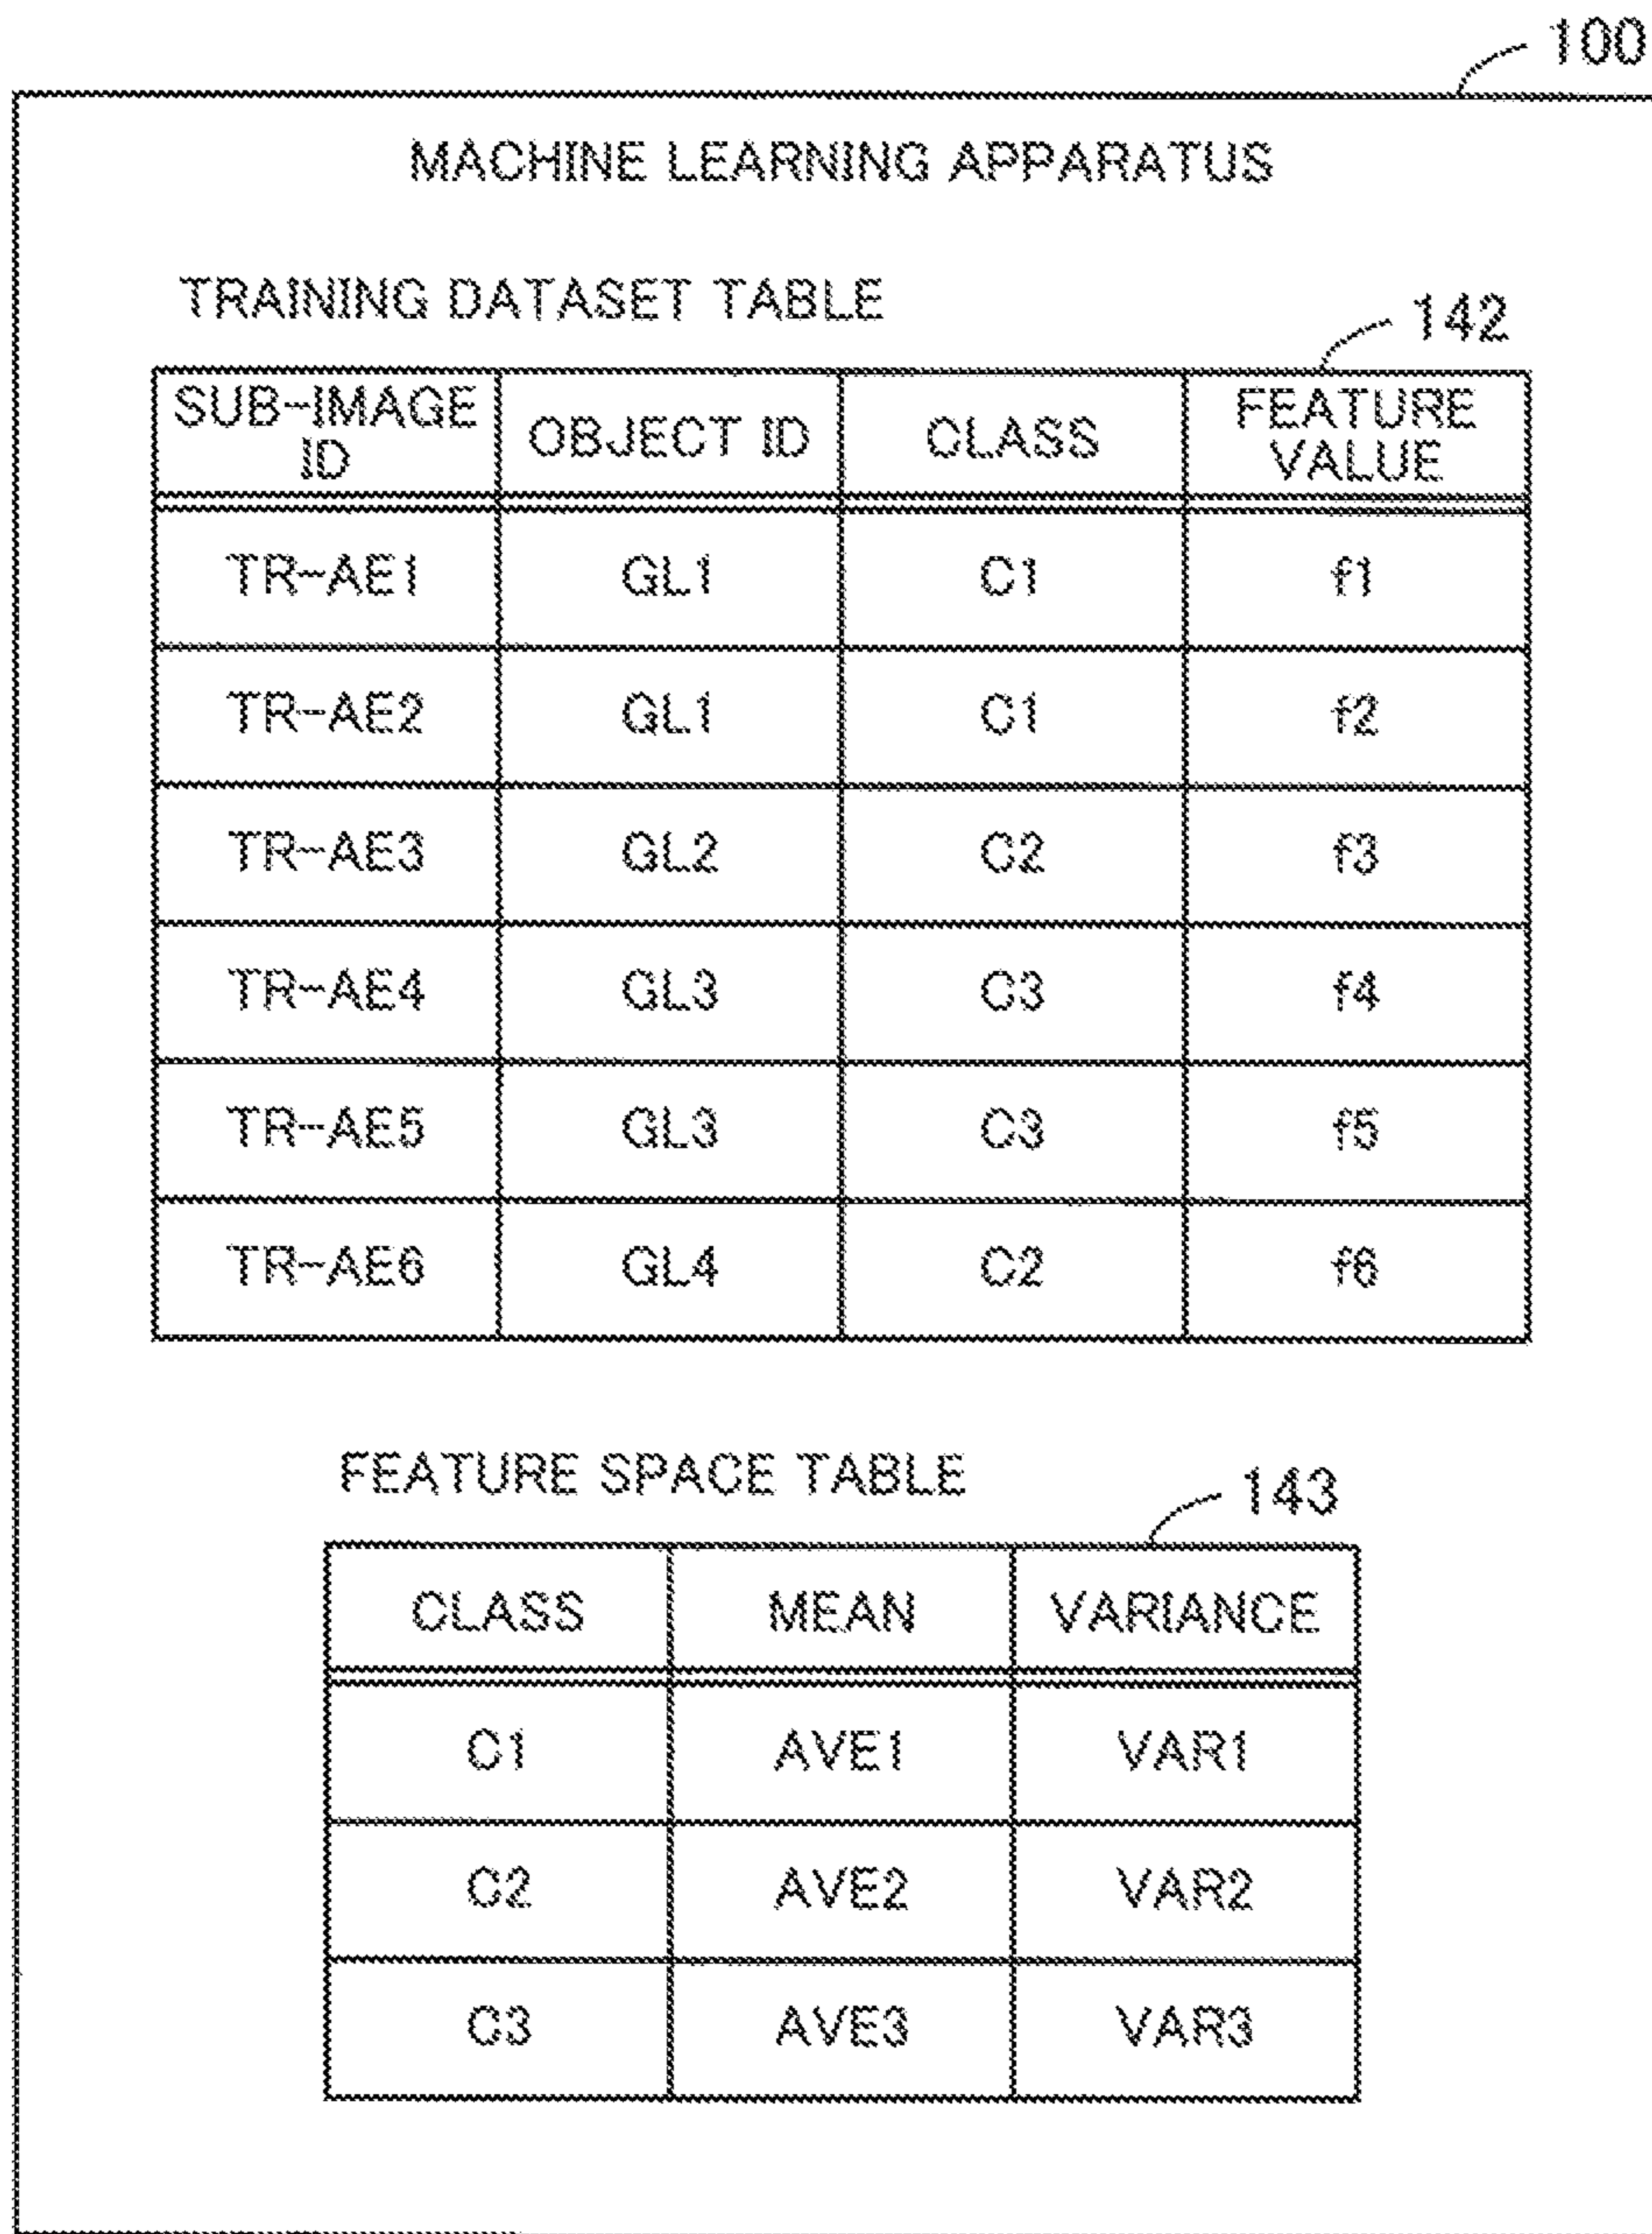 100
MACHINE LEARNING APPARATUS
TRAINING DATASET TABLE
142
SUB-IMAGE ID OBJECT ID CLASS FEATURE VALUE
TR-AE1 GL1 C1 f1
TR-AE2 GL1 C1 f2
TR-AE3 GL2 C2 f3
TR-AE4 GL3 C3 f4
TR-AE5 GL3 C3 f5
TR-AE6 GL4 C2 f6
FEATURE SPACE TABLE
143
CLASS MEAN VARIANCE
C1 AVE1 VAR1
C2 AVE2 VAR2
C3 AVE3 VAR3